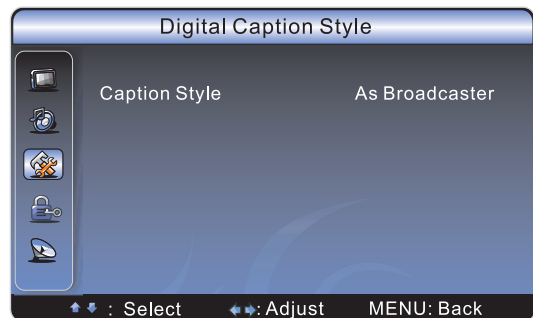 Digital Caption Style
Caption Style As Broadcaster
: Select : Adjust MENU: Back